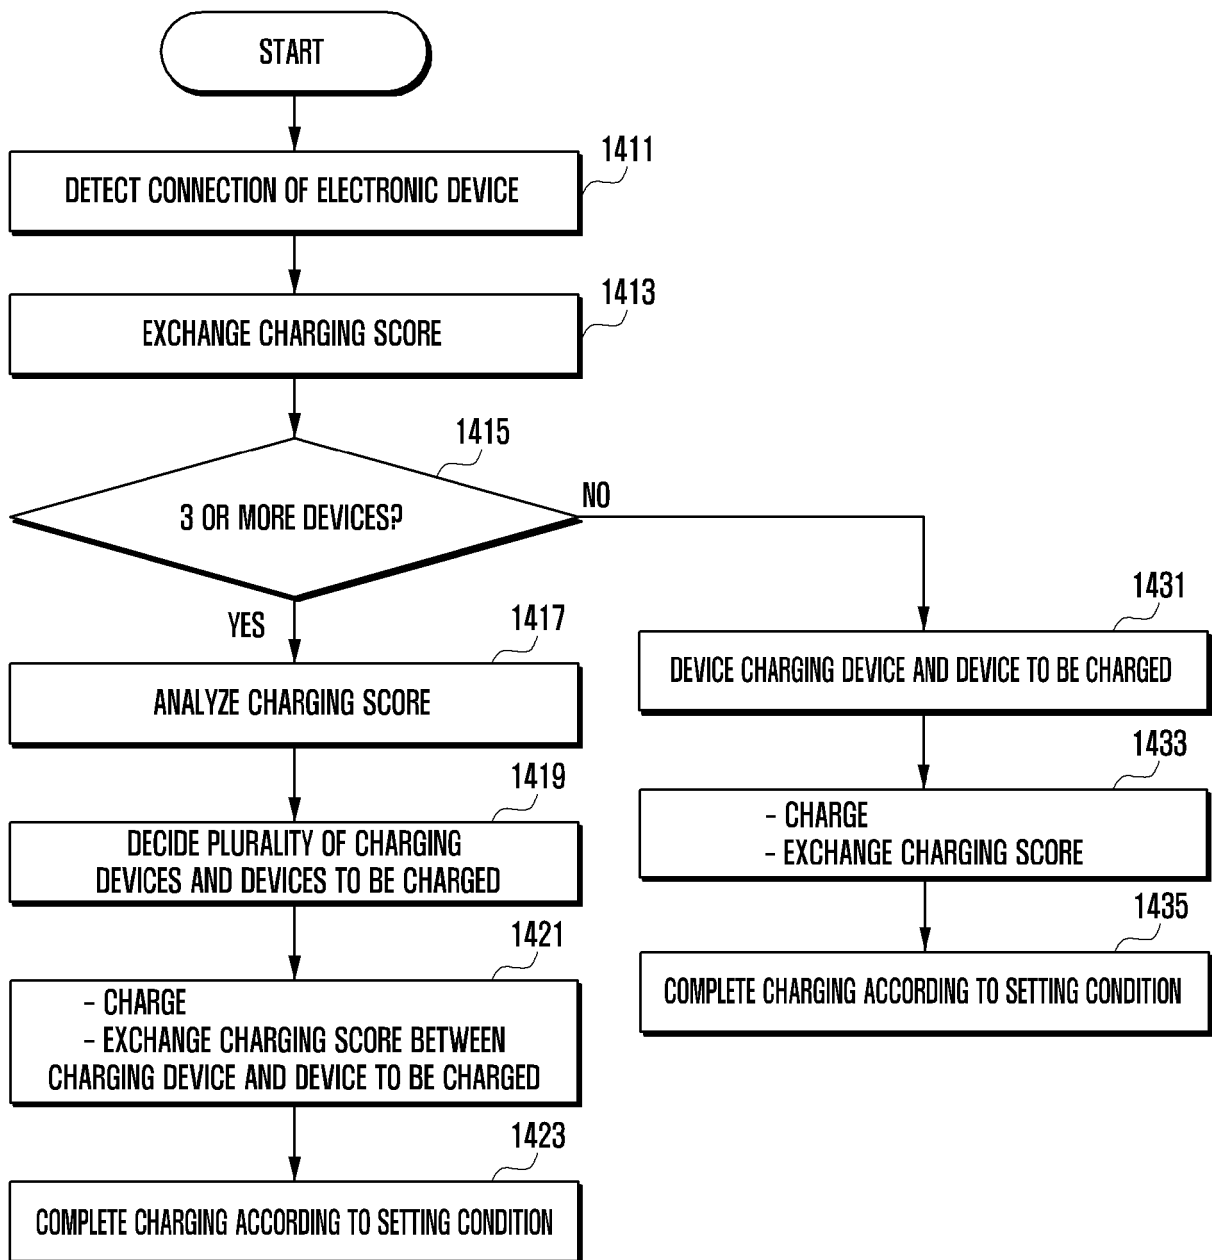 START
1411
DETECT CONNECTION OF ELECTRONIC DEVICE
1413
EXCHANGE CHARGING SCORE
1415
3 OR MORE DEVICES?
NO
YES
1417
ANALYZE CHARGING SCORE
1419
DECIDE PLURALITY OF CHARGING
DEVICES AND DEVICES TO BE CHARGED
1421
- CHARGE
- EXCHANGE CHARGING SCORE BETWEEN
CHARGING DEVICE AND DEVICE TO BE CHARGED
1423
COMPLETE CHARGING ACCORDING TO SETTING CONDITION
1431
DEVICE CHARGING DEVICE AND DEVICE TO BE CHARGED
1433
- CHARGE
- EXCHANGE CHARGING SCORE
1435
COMPLETE CHARGING ACCORDING TO SETTING CONDITION